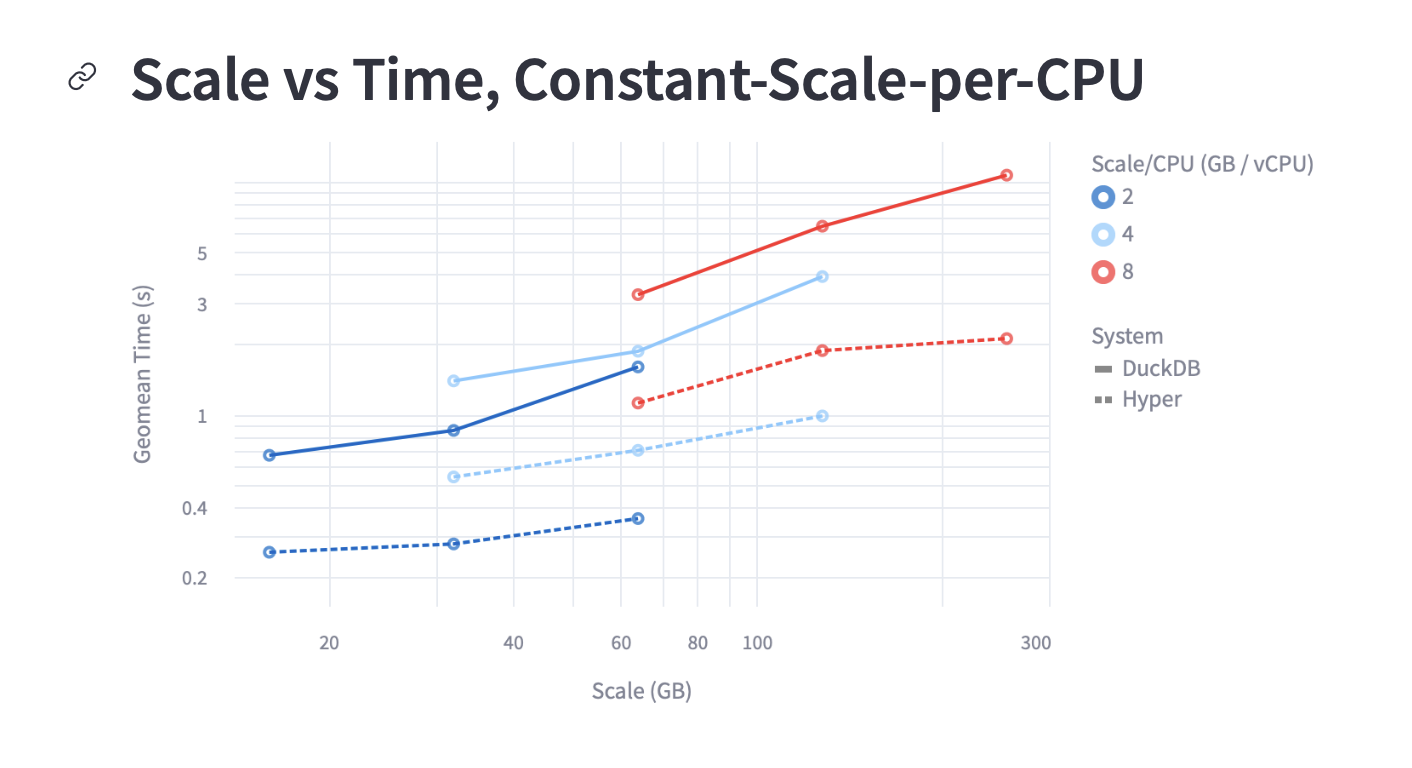 Scale vs Time, Constant-Scale-per-CPU
Scale/CPU (GB / vCPU)
2
4
8
System
DuckDB
Hyper
Geomean Time (s)
5
3
1
0.4
0.2
20 40 60 80 100 300
Scale (GB)